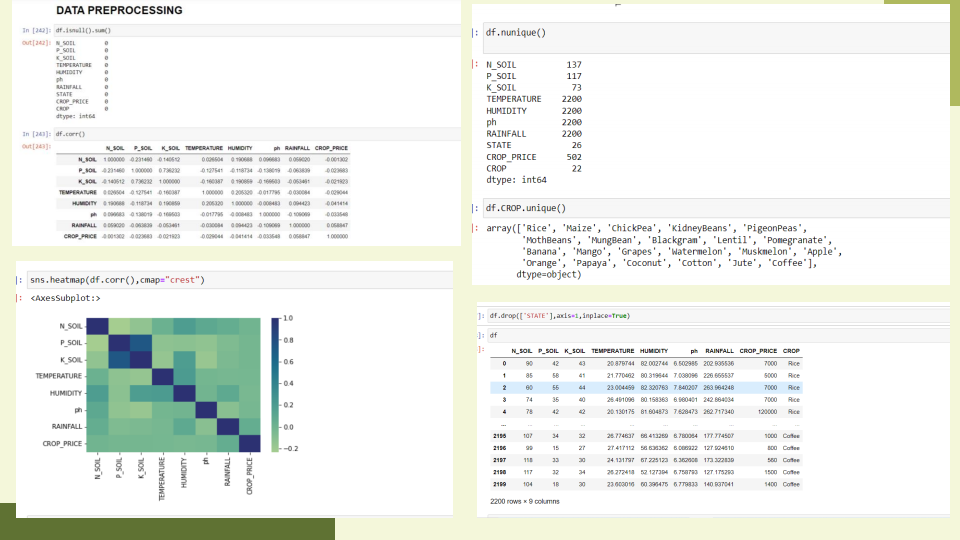 DATA PREPROCESSING
In [242]: df.isnull().sum()
Out[242]: N_SOIL 0
P_SOIL 0
K_SOIL 0
TEMPERATURE 0
HUMIDITY 0
ph 0
RAINFALL 0
STATE 0
CROP_PRICE 0
CROP 0
dtype: int64
In [243]: df.corr()
Out[243]:
N_SOIL P_SOIL K_SOIL TEMPERATURE HUMIDITY ph RAINFALL CROP_PRICE
N_SOIL 1.000000 -0.231460 -0.140512 0.026504 0.190688 0.096683 0.059020 -0.001302
P_SOIL -0.231460 1.000000 0.736232 -0.127541 -0.118734 -0.138019 -0.063839 -0.023683
K_SOIL -0.140512 0.736232 1.000000 -0.160387 0.190859 -0.169503 -0.053461 -0.021923
TEMPERATURE 0.026504 -0.127541 -0.160387 1.000000 0.205320 -0.017795 -0.030084 -0.029044
HUMIDITY 0.190688 -0.118734 0.190859 0.205320 1.000000 -0.008483 0.094423 -0.041414
ph 0.096683 -0.138019 -0.169503 -0.017795 -0.008483 1.000000 -0.109069 -0.033548
RAINFALL 0.059020 -0.063839 -0.053461 -0.030084 0.094423 -0.109069 1.000000 0.058847
CROP_PRICE -0.001302 -0.023683 -0.021923 -0.029044 -0.041414 -0.033548 0.058847 1.000000
]: sns.heatmap(df.corr(),cmap="crest")
]: <AxesSubplot:>
N_SOIL
P_SOIL
K_SOIL
TEMPERATURE
HUMIDITY
ph
RAINFALL
CROP_PRICE
N_SOIL
P_SOIL
K_SOIL
TEMPERATURE
HUMIDITY
ph
RAINFALL
CROP_PRICE
1.0
0.8
0.6
0.4
0.2
0.0
−0.2
]: df.nunique()
]: N_SOIL 137
P_SOIL 117
K_SOIL 73
TEMPERATURE 2200
HUMIDITY 2200
ph 2200
RAINFALL 2200
STATE 26
CROP_PRICE 502
CROP 22
dtype: int64
]: df.CROP.unique()
]: array(['Rice', 'Maize', 'ChickPea', 'KidneyBeans', 'PigeonPeas',
'MothBeans', 'MungBean', 'Blackgram', 'Lentil', 'Pomegranate',
'Banana', 'Mango', 'Grapes', 'Watermelon', 'Muskmelon', 'Apple',
'Orange', 'Papaya', 'Coconut', 'Cotton', 'Jute', 'Coffee'],
dtype=object)
]: df.drop(['STATE'],axis=1,inplace=True)
]: df
]:
N_SOIL P_SOIL K_SOIL TEMPERATURE HUMIDITY ph RAINFALL CROP_PRICE CROP
0 90 42 43 20.879744 82.002744 6.502985 202.935536 7000 Rice
1 85 58 41 21.770462 80.319644 7.038096 226.655537 5000 Rice
2 60 55 44 23.004459 82.320763 7.840207 263.964248 7000 Rice
3 74 35 40 26.491096 80.158363 6.980401 242.864034 7000 Rice
4 78 42 42 20.130175 81.604873 7.628473 262.717340 120000 Rice
... ... ... ... ... ... ... ... ... ...
2195 107 34 32 26.774637 66.413269 6.780064 177.774507 1000 Coffee
2196 99 15 27 27.417112 56.636362 6.086922 127.924610 800 Coffee
2197 118 33 30 24.131797 67.225123 6.362608 173.322839 560 Coffee
2198 117 32 34 26.272418 52.127394 6.758793 127.175293 1500 Coffee
2199 104 18 30 23.603016 60.396475 6.779833 140.937041 1400 Coffee
2200 rows × 9 columns